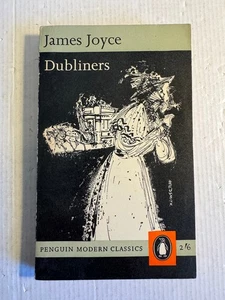 James Joyce
Dubliners
PENGUIN MODERN CLASSICS 2'6